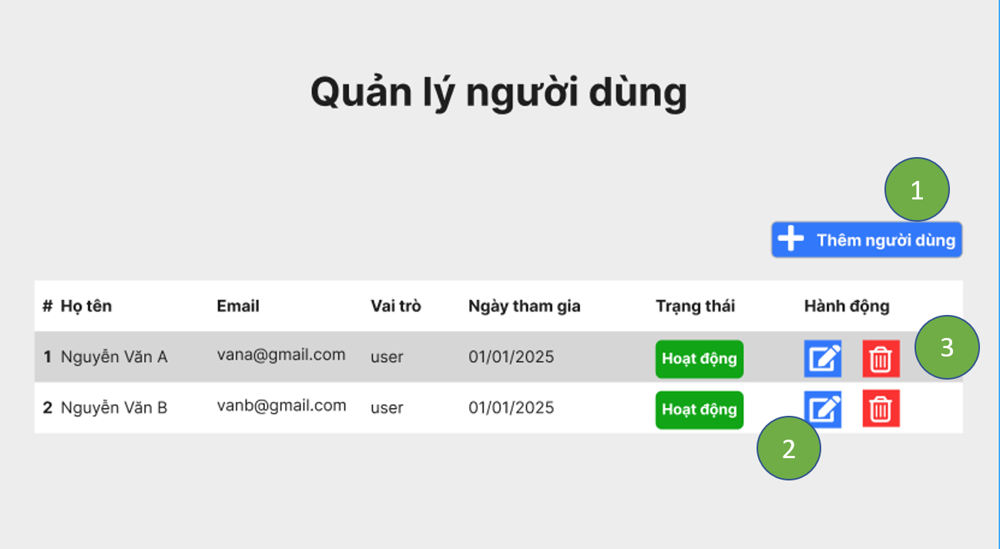 Quản lý người dùng
1
Thêm người dùng
# Họ tên Email Vai trò Ngày tham gia Trạng thái Hành động
1 Nguyễn Văn A vana@gmail.com user 01/01/2025 Hoạt động
3
2 Nguyễn Văn B vanb@gmail.com user 01/01/2025 Hoạt động
2